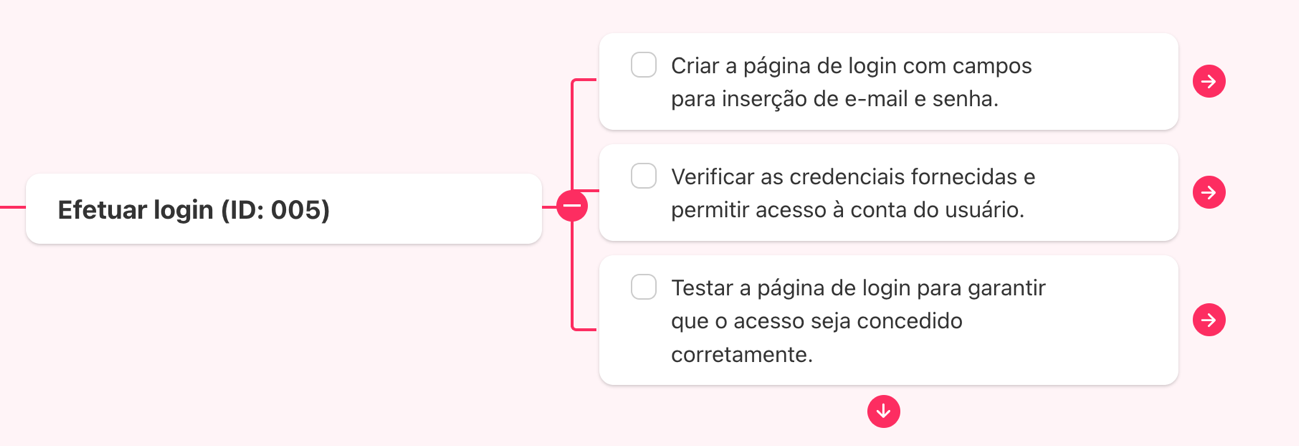 Criar a página de login com campos
para inserção de e-mail e senha.
Efetuar login (ID: 005)
Verificar as credenciais fornecidas e
permitir acesso à conta do usuário.
Testar a página de login para garantir
que o acesso seja concedido
corretamente.